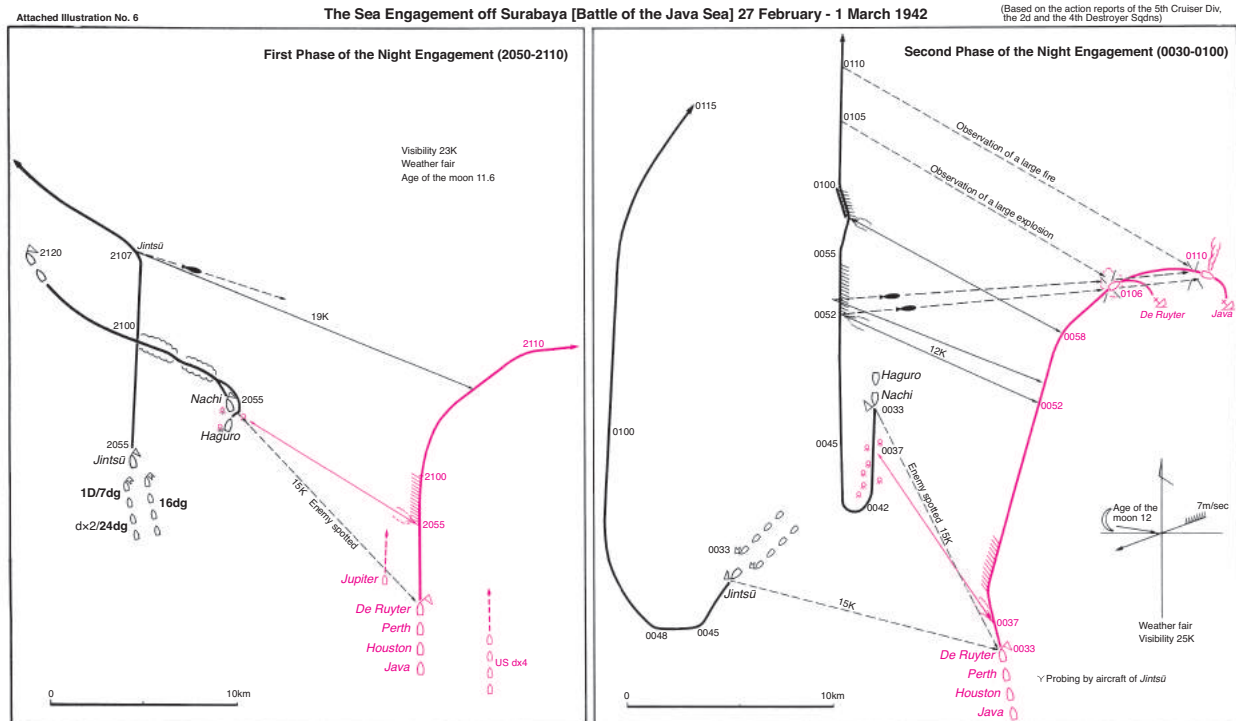 Attached Illustration No. 6
The Sea Engagement off Surabaya [Battle of the Java Sea] 27 February - 1 March 1942
(Based on the action reports of the 5th Cruiser Div,
the 2d and the 4th Destroyer Sqdns)
First Phase of the Night Engagement (2050-2110)
Visibility 23K
Weather fair
Age of the moon 11.6
2120
Jintsū
2107
19K
2100
2110
Nachi
2055
Haguro
2055
Jintsū
1D/7dg
16dg
dx2/24dg
15K
Enemy spotted
2100
2055
Jupiter
De Ruyter
Perth
Houston
Java
US dx4
0
10km
Second Phase of the Night Engagement (0030-0100)
0110
0115
0105
Observation of a large fire
0100
Observation of a large explosion
0055
0110
0106
0052
De Ruyter
Java
0058
12K
Haguro
Nachi
0033
0052
0100
0045
0037
Enemy spotted
15K
0042
Age of the
moon 12
7m/sec
0033
Jintsū
15K
0048
0045
0037
0033
De Ruyter
Perth
Houston
Java
Weather fair
Visibility 25K
Probing by aircraft of Jintsū
0
10km